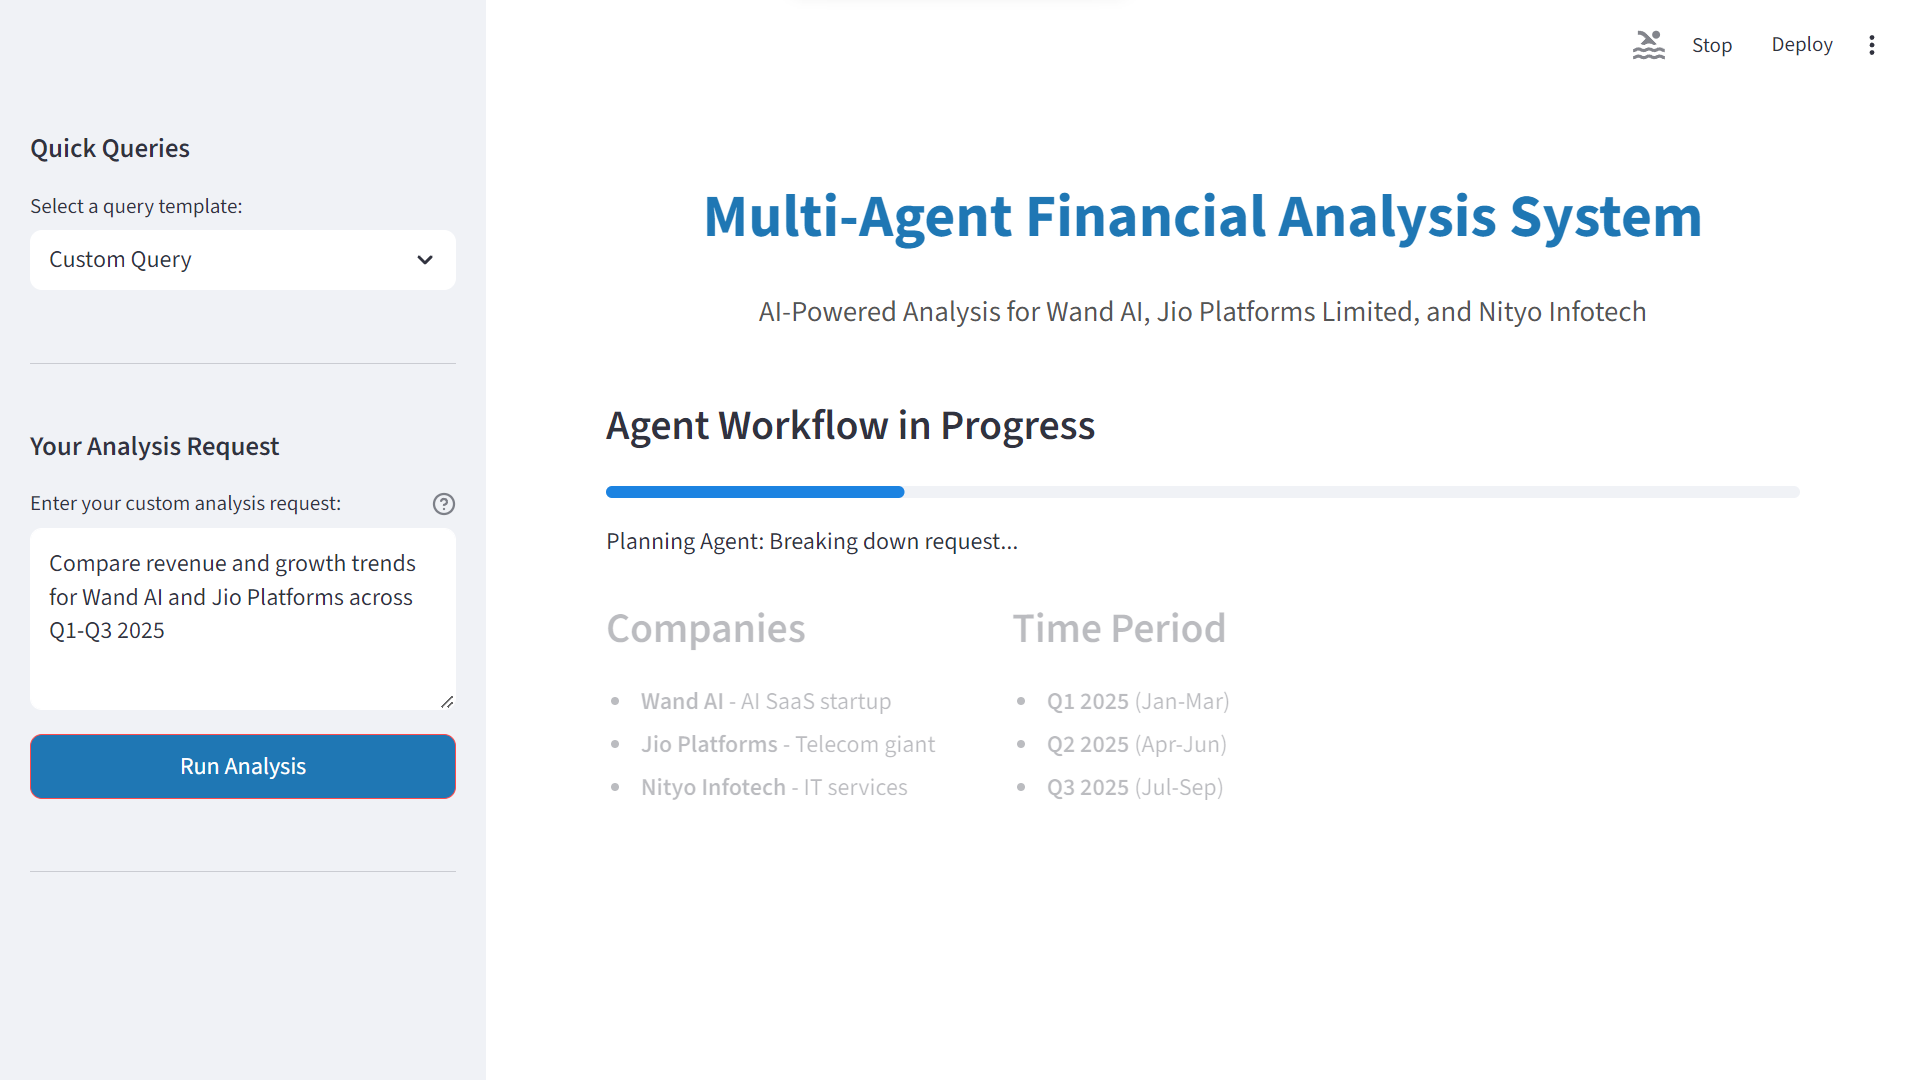 Stop
Deploy
Quick Queries
Select a query template:
Custom Query
Your Analysis Request
Enter your custom analysis request:
Compare revenue and growth trends
for Wand AI and Jio Platforms across
Q1-Q3 2025
Run Analysis
Multi-Agent Financial Analysis System
AI-Powered Analysis for Wand AI, Jio Platforms Limited, and Nityo Infotech
Agent Workflow in Progress
Planning Agent: Breaking down request...
Companies
• Wand AI - AI SaaS startup
• Jio Platforms - Telecom giant
• Nityo Infotech - IT services
Time Period
• Q1 2025 (Jan-Mar)
• Q2 2025 (Apr-Jun)
• Q3 2025 (Jul-Sep)